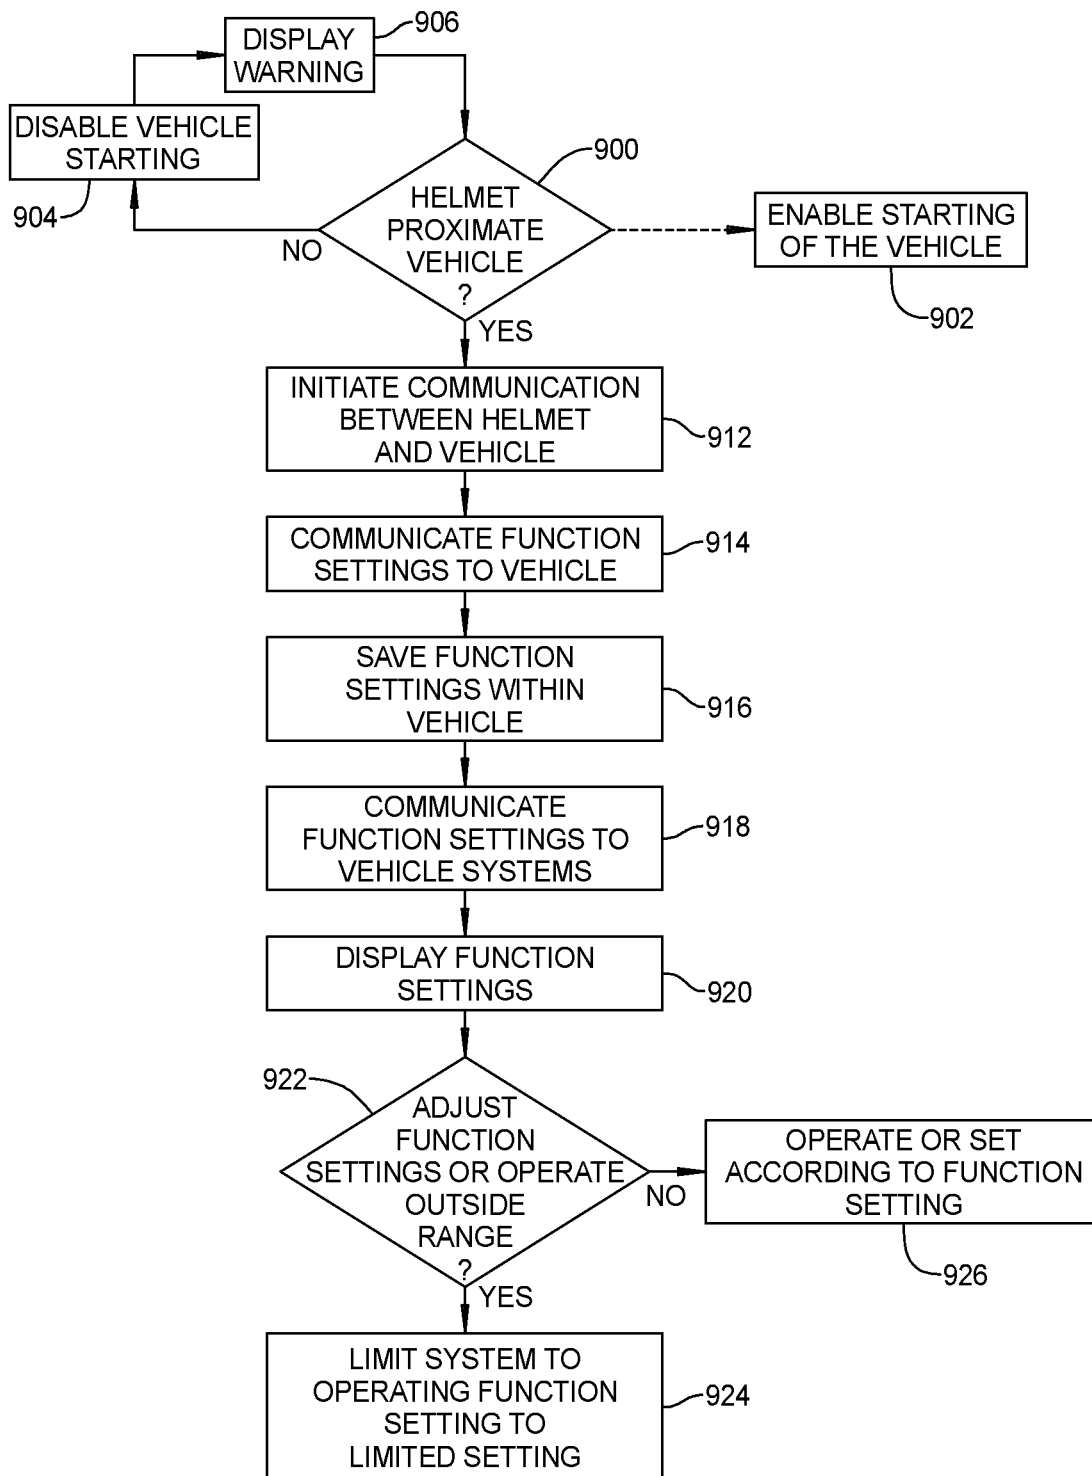 906
DISPLAY
WARNING
DISABLE VEHICLE
STARTING
904
900
HELMET
PROXIMATE
VEHICLE
?
NO
YES
ENABLE STARTING
OF THE VEHICLE
902
INITIATE COMMUNICATION
BETWEEN HELMET
AND VEHICLE
912
COMMUNICATE FUNCTION
SETTINGS TO VEHICLE
914
SAVE FUNCTION
SETTINGS WITHIN
VEHICLE
916
COMMUNICATE
FUNCTION SETTINGS TO
VEHICLE SYSTEMS
918
DISPLAY FUNCTION
SETTINGS
920
922
ADJUST
FUNCTION
SETTINGS OR OPERATE
OUTSIDE
RANGE
?
NO
YES
OPERATE OR SET
ACCORDING TO FUNCTION
SETTING
926
LIMIT SYSTEM TO
OPERATING FUNCTION
SETTING TO
LIMITED SETTING
924